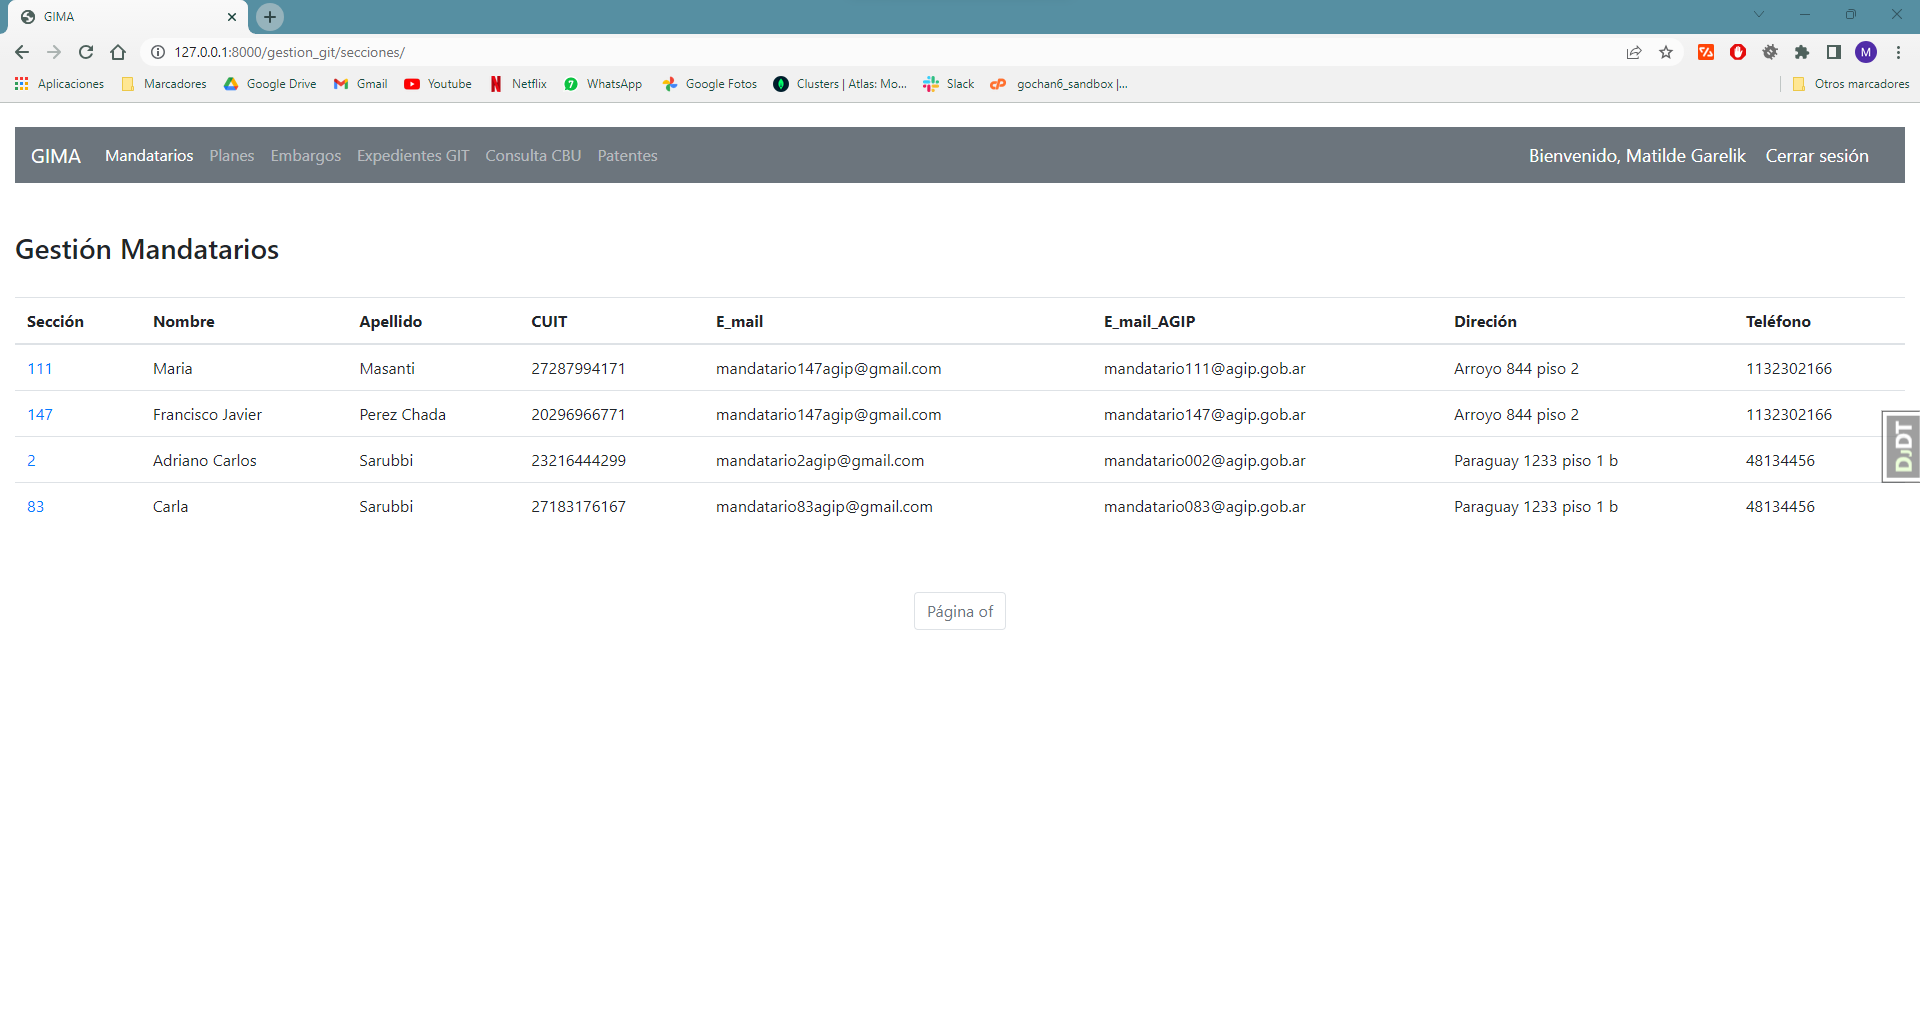 GIMA
127.0.0.1:8000/gestion_git/secciones/
M
Aplicaciones Marcadores Google Drive Gmail Youtube Netflix WhatsApp Google Fotos Clusters | Atlas: Mo... Slack gochan6_sandbox |... Otros marcadores
GIMA Mandatarios Planes Embargos Expedientes GIT Consulta CBU Patentes Bienvenido, Matilde Garelik Cerrar sesión
Gestión Mandatarios
Sección Nombre Apellido CUIT E_mail E_mail_AGIP Direción Teléfono
111 Maria Masanti 27287994171 mandatario147agip@gmail.com mandatario111@agip.gob.ar Arroyo 844 piso 2 1132302166
147 Francisco Javier Perez Chada 20296966771 mandatario147agip@gmail.com mandatario147@agip.gob.ar Arroyo 844 piso 2 1132302166
2 Adriano Carlos Sarubbi 23216444299 mandatario2agip@gmail.com mandatario002@agip.gob.ar Paraguay 1233 piso 1 b 48134456
83 Carla Sarubbi 27183176167 mandatario83agip@gmail.com mandatario083@agip.gob.ar Paraguay 1233 piso 1 b 48134456
DJDT
Página of